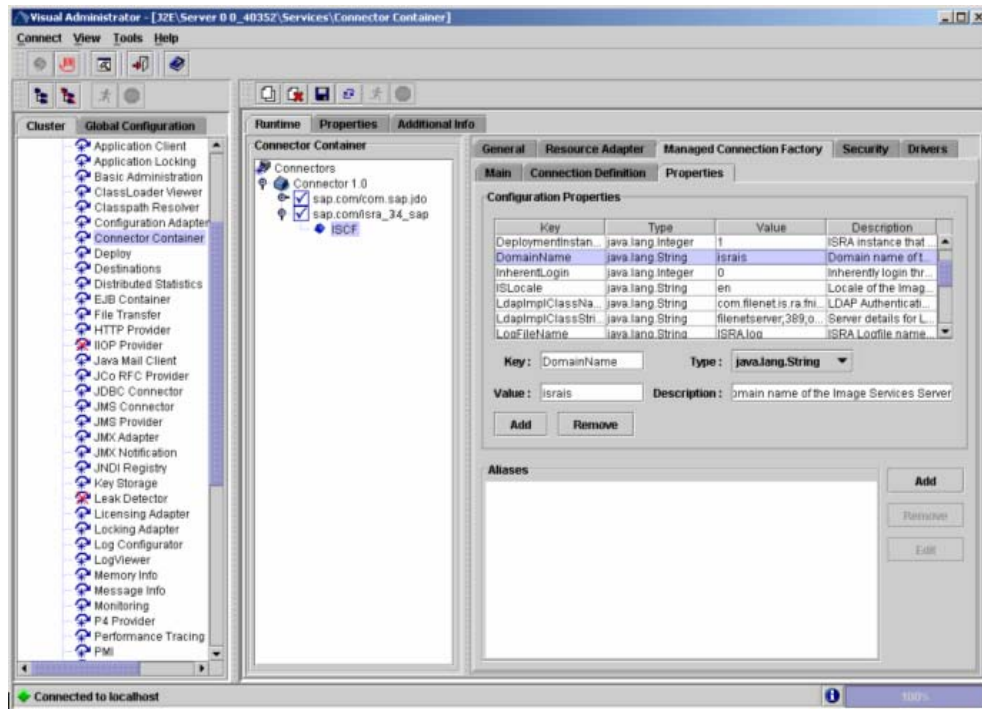 Visual Administrator - [J2E\Server 0 0_40352\Services\Connector Container]
Connect View Tools Help
Cluster Global Configuration
Application Client
Application Locking
Basic Administration
ClassLoader Viewer
Classpath Resolver
Configuration Adapter
Connector Container
Deploy
Destinations
Distributed Statistics
EJB Container
File Transfer
HTTP Provider
IIOP Provider
Java Mail Client
JCo RFC Provider
JDBC Connector
JMS Connector
JMS Provider
JMX Adapter
JMX Notification
JNDI Registry
Key Storage
Leak Detector
Licensing Adapter
Locking Adapter
Log Configurator
LogViewer
Memory Info
Message Info
Monitoring
P4 Provider
Performance Tracing
PMI
Runtime Properties Additional Info
Connector Container
Connectors
Connector 1.0
sap.com/com.sap.jdo
sap.com/isra_34_sap
ISCF
General Resource Adapter Managed Connection Factory Security Drivers
Main Connection Definition Properties
Configuration Properties
Key Type Value Description
DeploymentInstan... java.lang.Integer 1 ISRA instance that ...
DomainName java.lang.String israis Domain name of t...
InherentLogin java.lang.Integer 0 Inherently login thr...
ISLocale java.lang.String en Locale of the Imag...
LdapImplClassNa... java.lang.String com.filenet.is.ra.fni... LDAP Authenticati...
LdapImplClassStri... java.lang.String filenetserver,389,o... Server details for L...
LogFileName java.lang.String ISRA.log ISRA Logfile name...
Key : DomainName Type : java.lang.String
Value : israis Description : omain name of the Image Services Server
Add Remove
Aliases
Add
Remove
Edit
Connected to localhost
100%